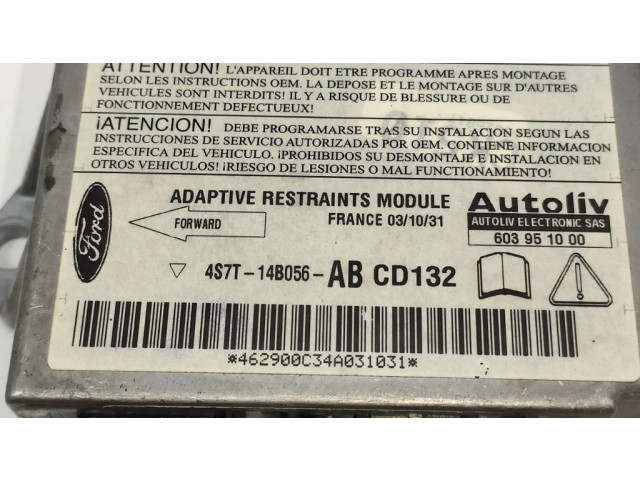 ATTENTION! L'APPAREIL DOIT ETRE PROGRAMME APRES MONTAGE
SELON LES INSTRUCTIONS OEM. LA DEPOSE ET LE MONTAGE SUR D'AUTRES
VEHICULES SONT INTERDITS! IL Y A RISQUE DE BLESSURE OU DE
FONCTIONNEMENT DEFECTUEUX!
¡ATENCION! DEBE PROGRAMARSE TRAS SU INSTALACION SEGUN LAS
INSTRUCCIONES DE SERVICIO AUTORIZADAS POR OEM. CONTIENE INFORMACION
ESPECIFICA DEL VEHICULO. ¡PROHIBIDOS SU DESMONTAJE E INSTALACION EN
OTROS VEHICULOS! ¡RIESGO DE LESIONES O MAL FUNCIONAMIENTO!
Ford
FORWARD
ADAPTIVE RESTRAINTS MODULE
FRANCE 03/10/31
Autoliv
AUTOLIV ELECTRONIC SAS
603 95 10 00
4S7T-14B056-AB CD132
*462900C34A031031*